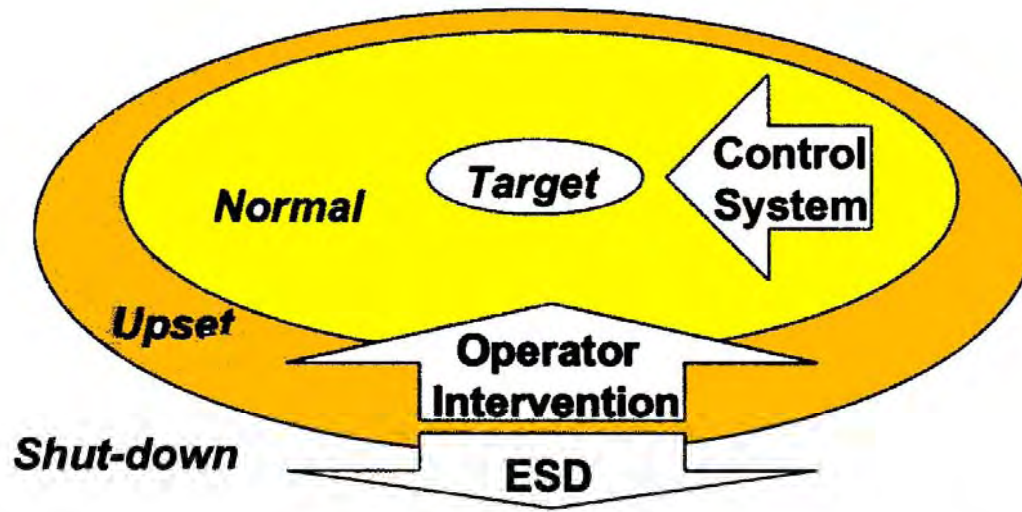 Target
Control
System
Normal
Upset
Operator
Intervention
Shut-down
ESD